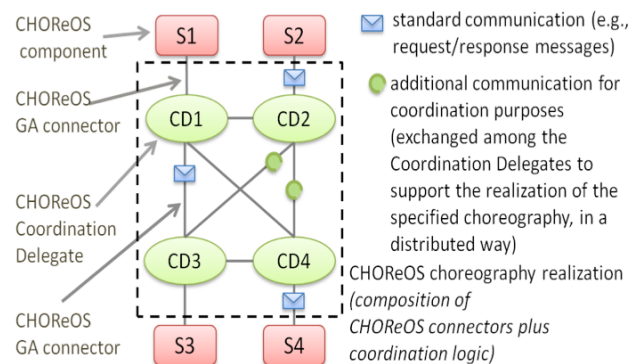 CHOReOS
component
S1
S2
standard communication (e.g.,
request/response messages)
CHOReOS
GA connector
CD1
CD2
additional communication for
coordination purposes
(exchanged among the
Coordination Delegates to
support the realization of the
specified choreography, in a
distributed way)
CHOReOS
Coordination
Delegate
CD3
CD4
CHOReOS choreography realization
(composition of
CHOReOS connectors plus
coordination logic)
CHOReOS
GA connector
S3
S4